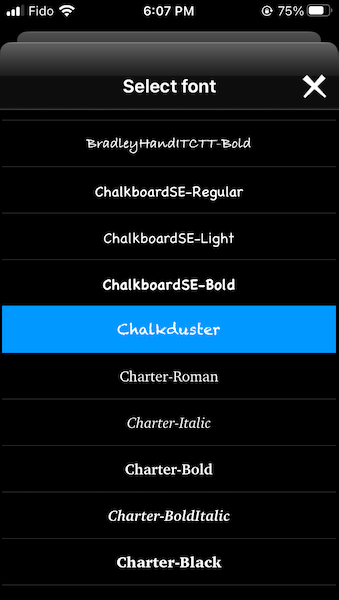 Fido 6:07 PM 75%
Select font
BradleyHandITCTT-Bold
ChalkboardSE-Regular
ChalkboardSE-Light
ChalkboardSE-Bold
Chalkduster
Charter-Roman
Charter-Italic
Charter-Bold
Charter-BoldItalic
Charter-Black